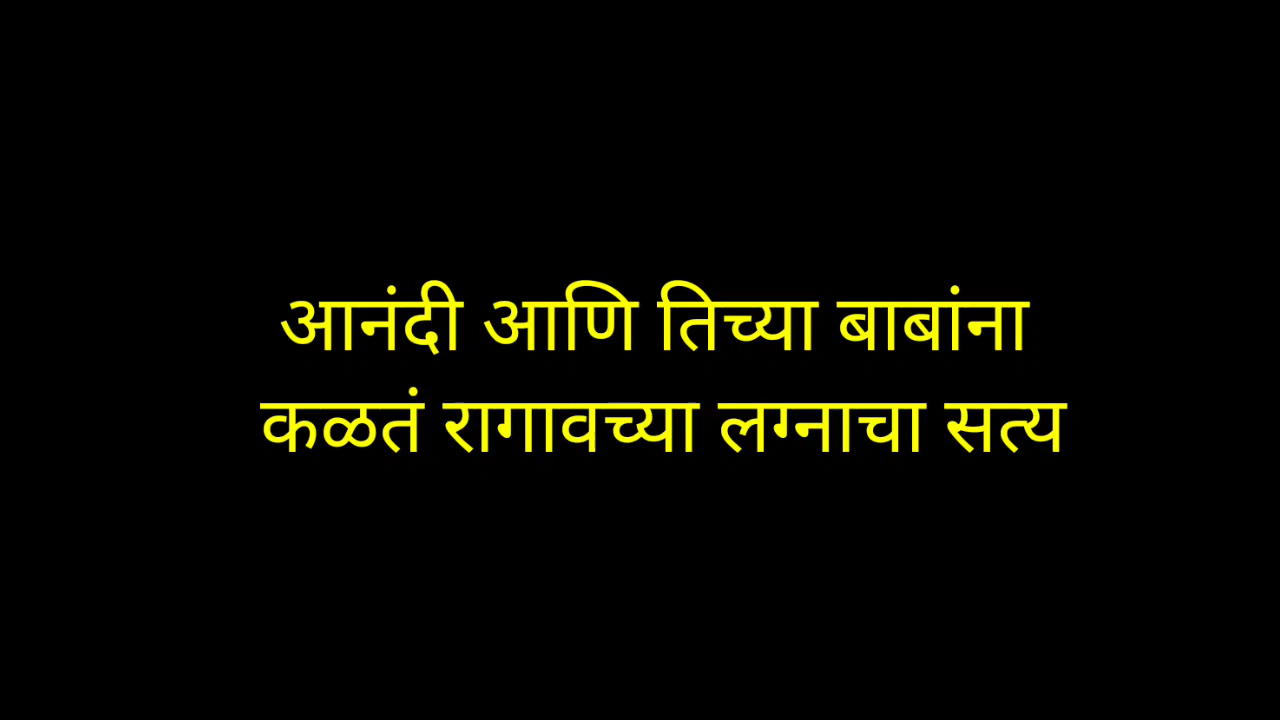 आनंदी आणि तिच्या बाबांना
कळतं रागावच्या लग्नाचा सत्य